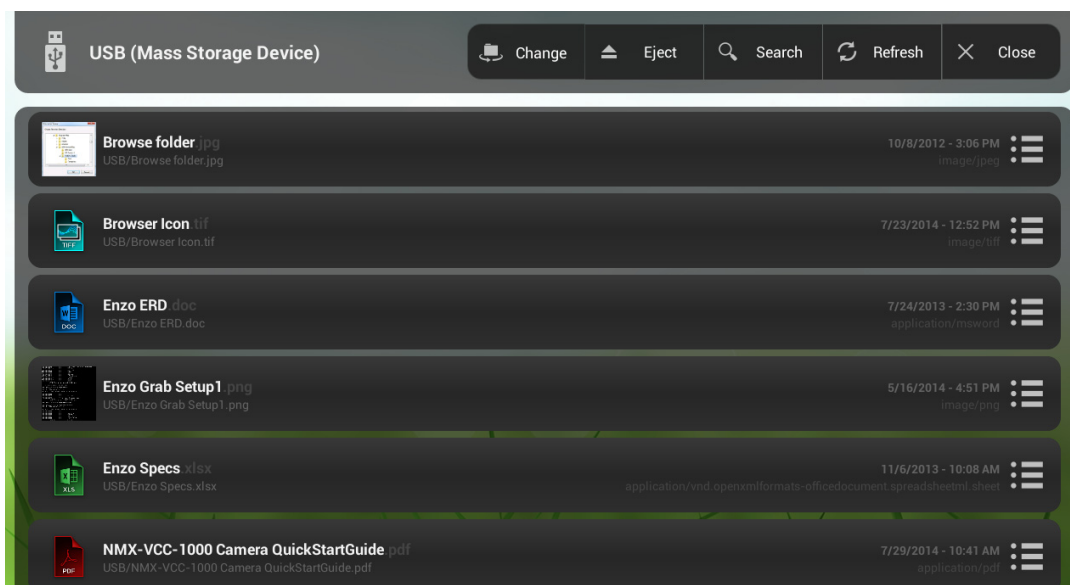 USB (Mass Storage Device)
Change
Eject
Search
Refresh
Close
Browse folder.jpg
USB/Browse folder.jpg
10/8/2012 - 3:06 PM
image/jpeg
Browser Icon.tif
USB/Browser Icon.tif
7/23/2014 - 12:52 PM
image/tiff
TIFF
Enzo ERD.doc
USB/Enzo ERD.doc
7/24/2013 - 2:30 PM
application/msword
DOC
Enzo Grab Setup1.png
USB/Enzo Grab Setup1.png
5/16/2014 - 4:51 PM
image/png
Enzo Specs.xlsx
USB/Enzo Specs.xlsx
11/6/2013 - 10:08 AM
application/vnd.openxmlformats-officedocument.spreadsheetml.sheet
XLS
NMX-VCC-1000 Camera QuickStartGuide.pdf
USB/NMX-VCC-1000 Camera QuickStartGuide.pdf
7/29/2014 - 10:41 AM
application/pdf
PDF